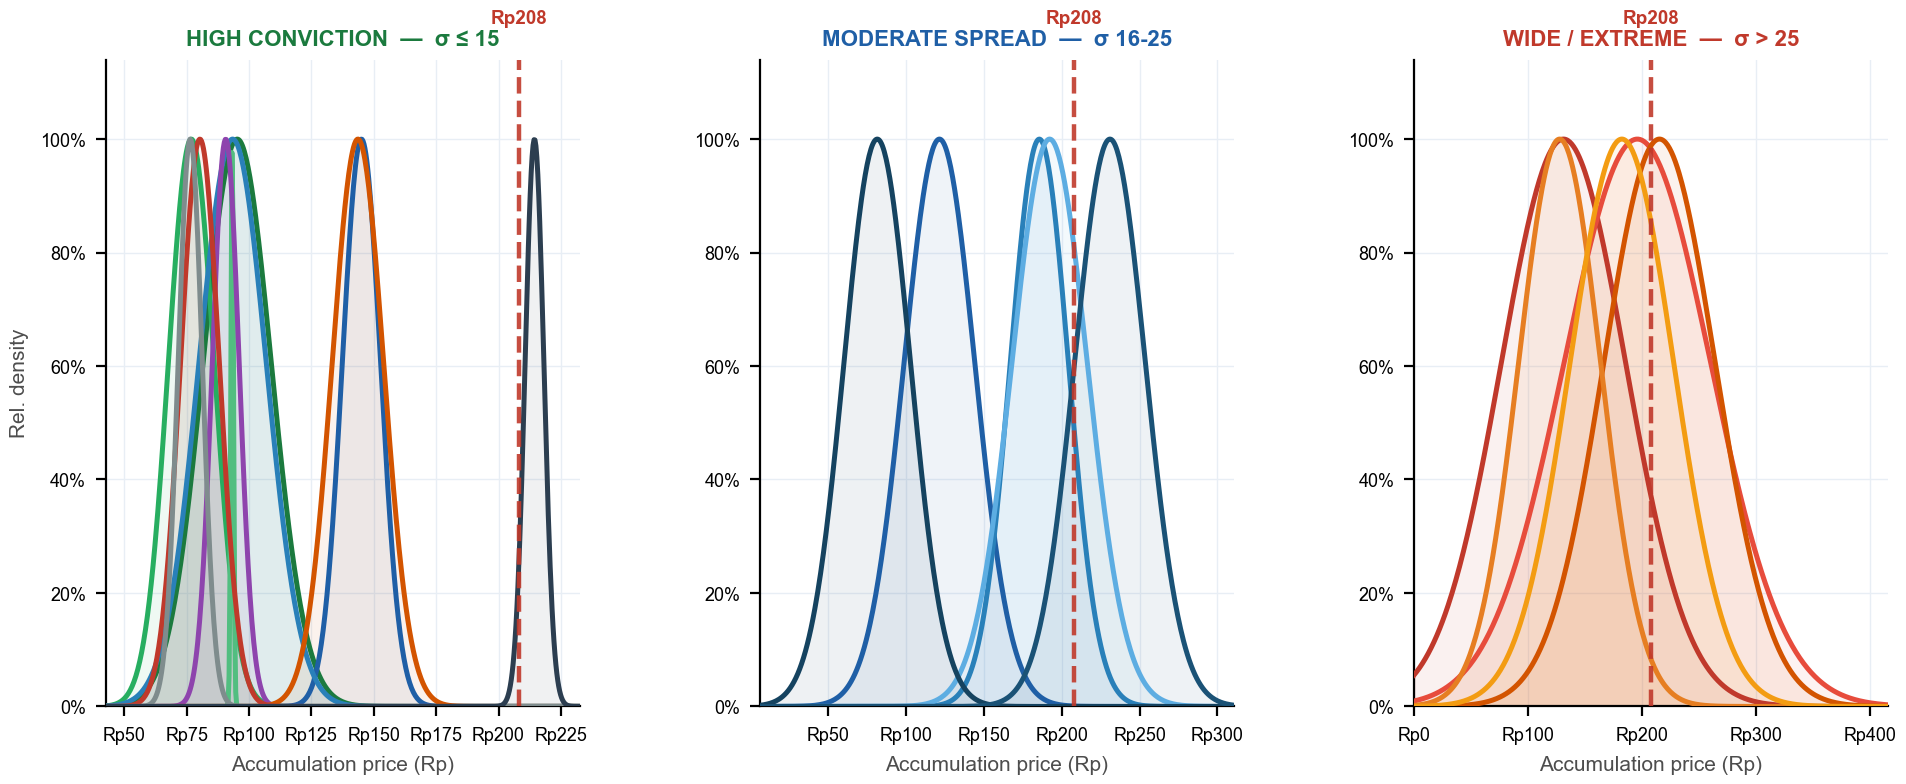 Rp208
HIGH CONVICTION — σ ≤ 15
Rel. density
100%
80%
60%
40%
20%
0%
Rp50 Rp75 Rp100 Rp125 Rp150 Rp175 Rp200 Rp225
Accumulation price (Rp)
Rp208
MODERATE SPREAD — σ 16-25
100%
80%
60%
40%
20%
0%
Rp50 Rp100 Rp150 Rp200 Rp250 Rp300
Accumulation price (Rp)
Rp208
WIDE / EXTREME — σ > 25
100%
80%
60%
40%
20%
0%
Rp0 Rp100 Rp200 Rp300 Rp400
Accumulation price (Rp)